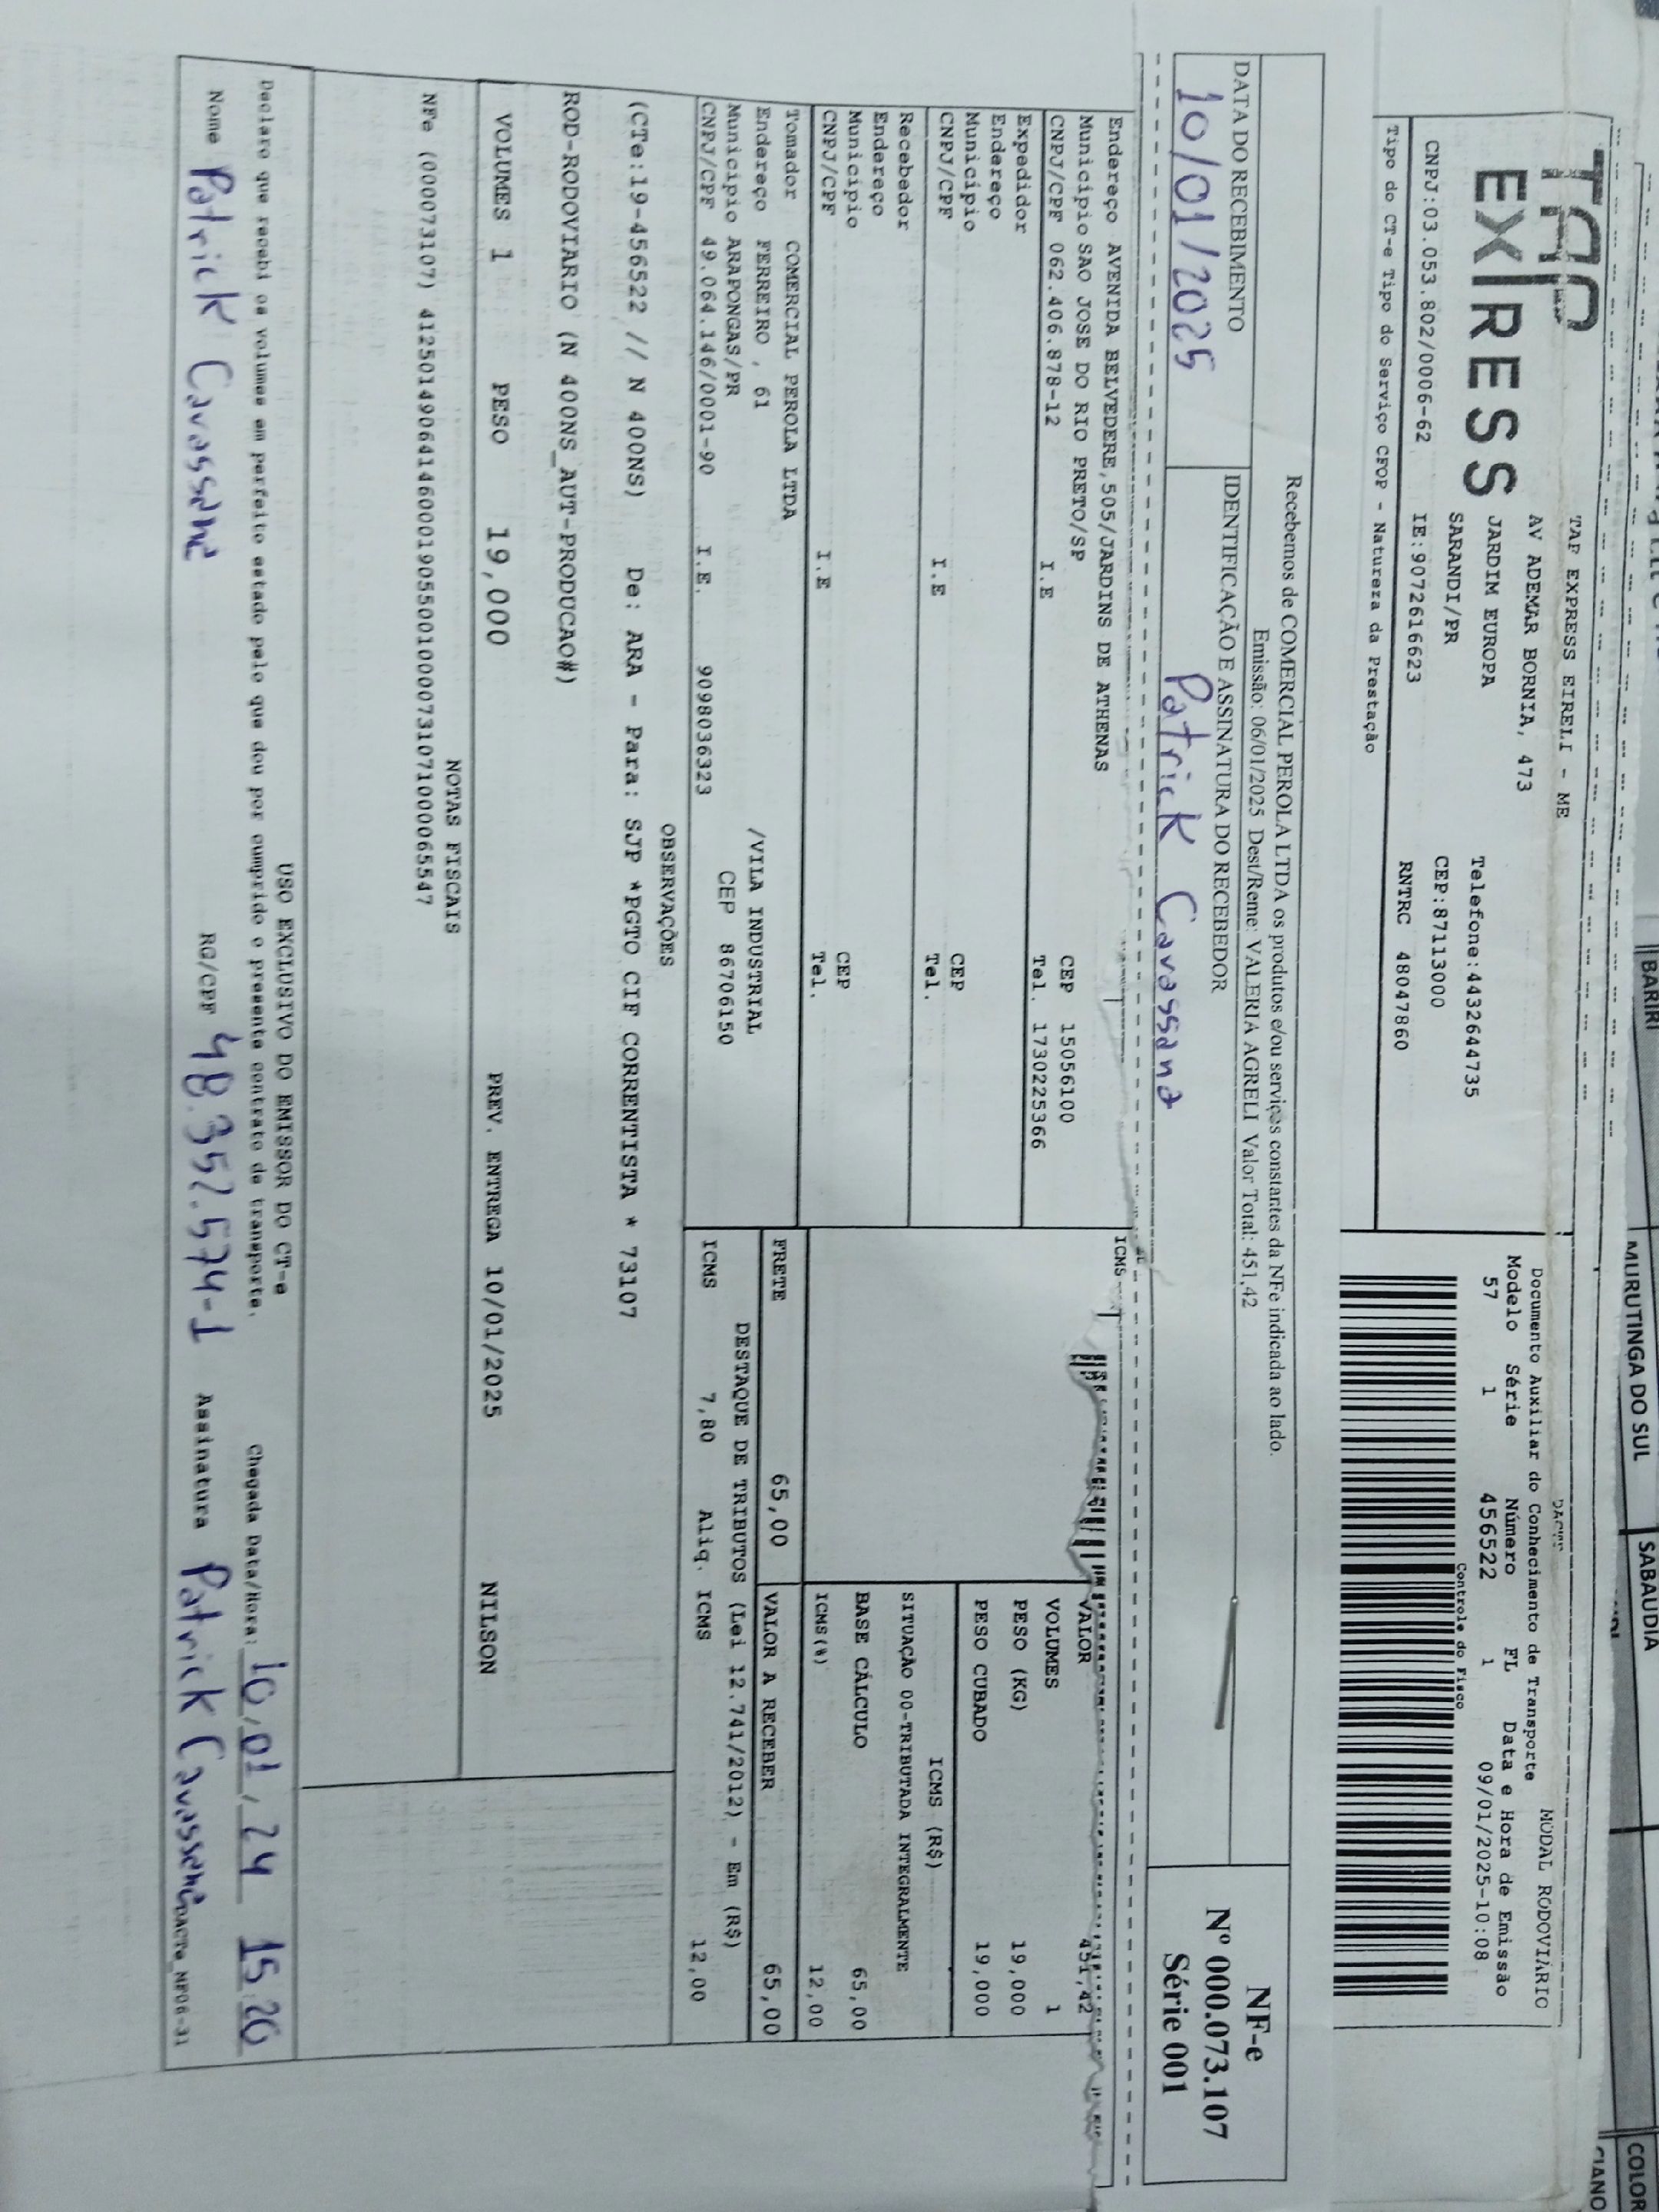 BARIRI
MURUTINGA DO SUL
SABAUDIA
TAP EXPRESS EIRELI - ME
MODAL RODOVIÁRIO
TAP
EXPRESS
AV ADEMAR BORNIA, 473
Documento Auxiliar do Conhecimento de Transporte
JARDIM EUROPA
Telefone:4432644735
Modelo Série Número FL Data e Hora de Emissão
SARANDI/PR
CEP:87113000
57 1 456522 1 09/01/2025-10:08
CNPJ:03.053.802/0006-62 IE:9072616623 RNTRC 48047860
Controle do Fisco
Tipo do CT-e Tipo do Serviço CFOP - Natureza da Prestação
Recebemos de COMERCIAL PEROLA LTDA os produtos e/ou serviços constantes da NFe indicada ao lado.
Emissão: 06/01/2025 Dest/Reme: VALERIA AGRELI Valor Total: 451,42
NF-e
Nº 000.073.107
Série 001
DATA DO RECEBIMENTO
IDENTIFICAÇÃO E ASSINATURA DO RECEBEDOR
10/01/2025
Patrick Cavassana
ICMS
Endereço AVENIDA BELVEDERE,505/JARDINS DE ATHENAS
VALOR 451,42
Municipio SAO JOSE DO RIO PRETO/SP CEP 15056100
VOLUMES 1
CNPJ/CPF 062.406.878-12 I.E Tel. 1730225366
PESO (KG) 19,000
Expedidor
PESO CUBADO 19,000
Endereço
Municipio CEP
ICMS (R$)
CNPJ/CPF I.E Tel.
SITUAÇÃO 00-TRIBUTADA INTEGRALMENTE
Recebedor
BASE CÁLCULO 65,00
Endereço
Municipio CEP
ICMS(%) 12,00
CNPJ/CPF I.E Tel.
Tomador COMERCIAL PEROLA LTDA
FRETE 65,00 VALOR A RECEBER 65,00
Endereço FERREIRO , 61 /VILA INDUSTRIAL
DESTAQUE DE TRIBUTOS (Lei 12.741/2012) - Em (R$)
Municipio ARAPONGAS/PR CEP 86706150
CNPJ/CPF 49.064.146/0001-90 I.E. 9098036323
ICMS 7,80 Aliq. ICMS 12,00
OBSERVAÇÕES
(CTe:19-456522 // N 400NS) De: ARA - Para: SJP *PGTO CIF CORRENTISTA * 73107
ROD-RODOVIARIO (N 400NS_AUT-PRODUCAO#)
VOLUMES 1 PESO 19,000 PREV. ENTREGA 10/01/2025 NILSON
NOTAS FISCAIS
NFe (000073107) 41250149064146000190550010000731071000065547
USO EXCLUSIVO DO EMISSOR DO CT-e
Declaro que recebi os volumes em perfeito estado pelo que dou por cumprido o presente contrato de transporte.
Chegada Data/Hora: 10/01/24 15:20
Nome Patrick Cavassana RG/CPF 48.352.574-1 Assinatura Patrick Cavassana
DACTe_NF06-31